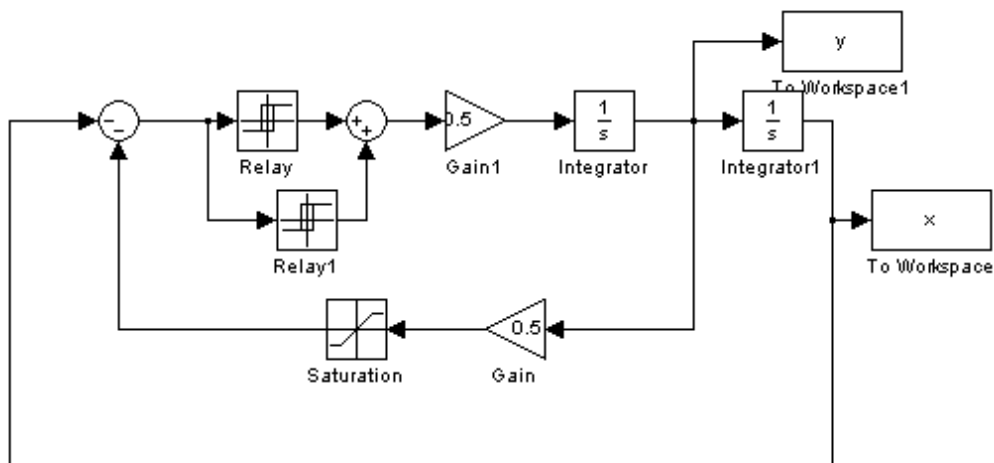 y
To Workspace1
1
s
1
s
0.5
Relay
Gain1
Integrator
Integrator1
x
Relay1
To Workspace
0.5
Saturation
Gain